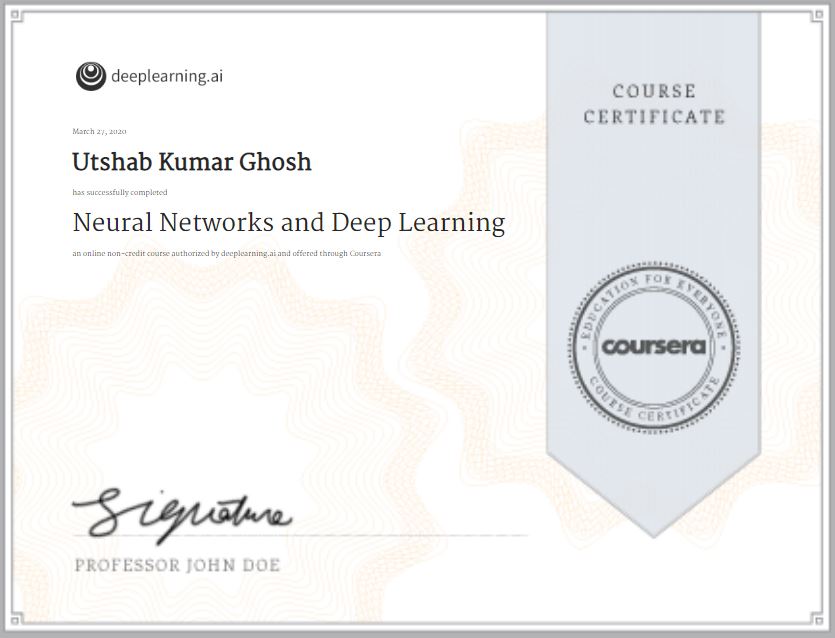 deeplearning.ai
March 27, 2020
Utshab Kumar Ghosh
has successfully completed
Neural Networks and Deep Learning
an online non-credit course authorized by deeplearning.ai and offered through Coursera
COURSE
CERTIFICATE
EDUCATION FOR EVERYONE
coursera
COURSE CERTIFICATE
Signature
PROFESSOR JOHN DOE